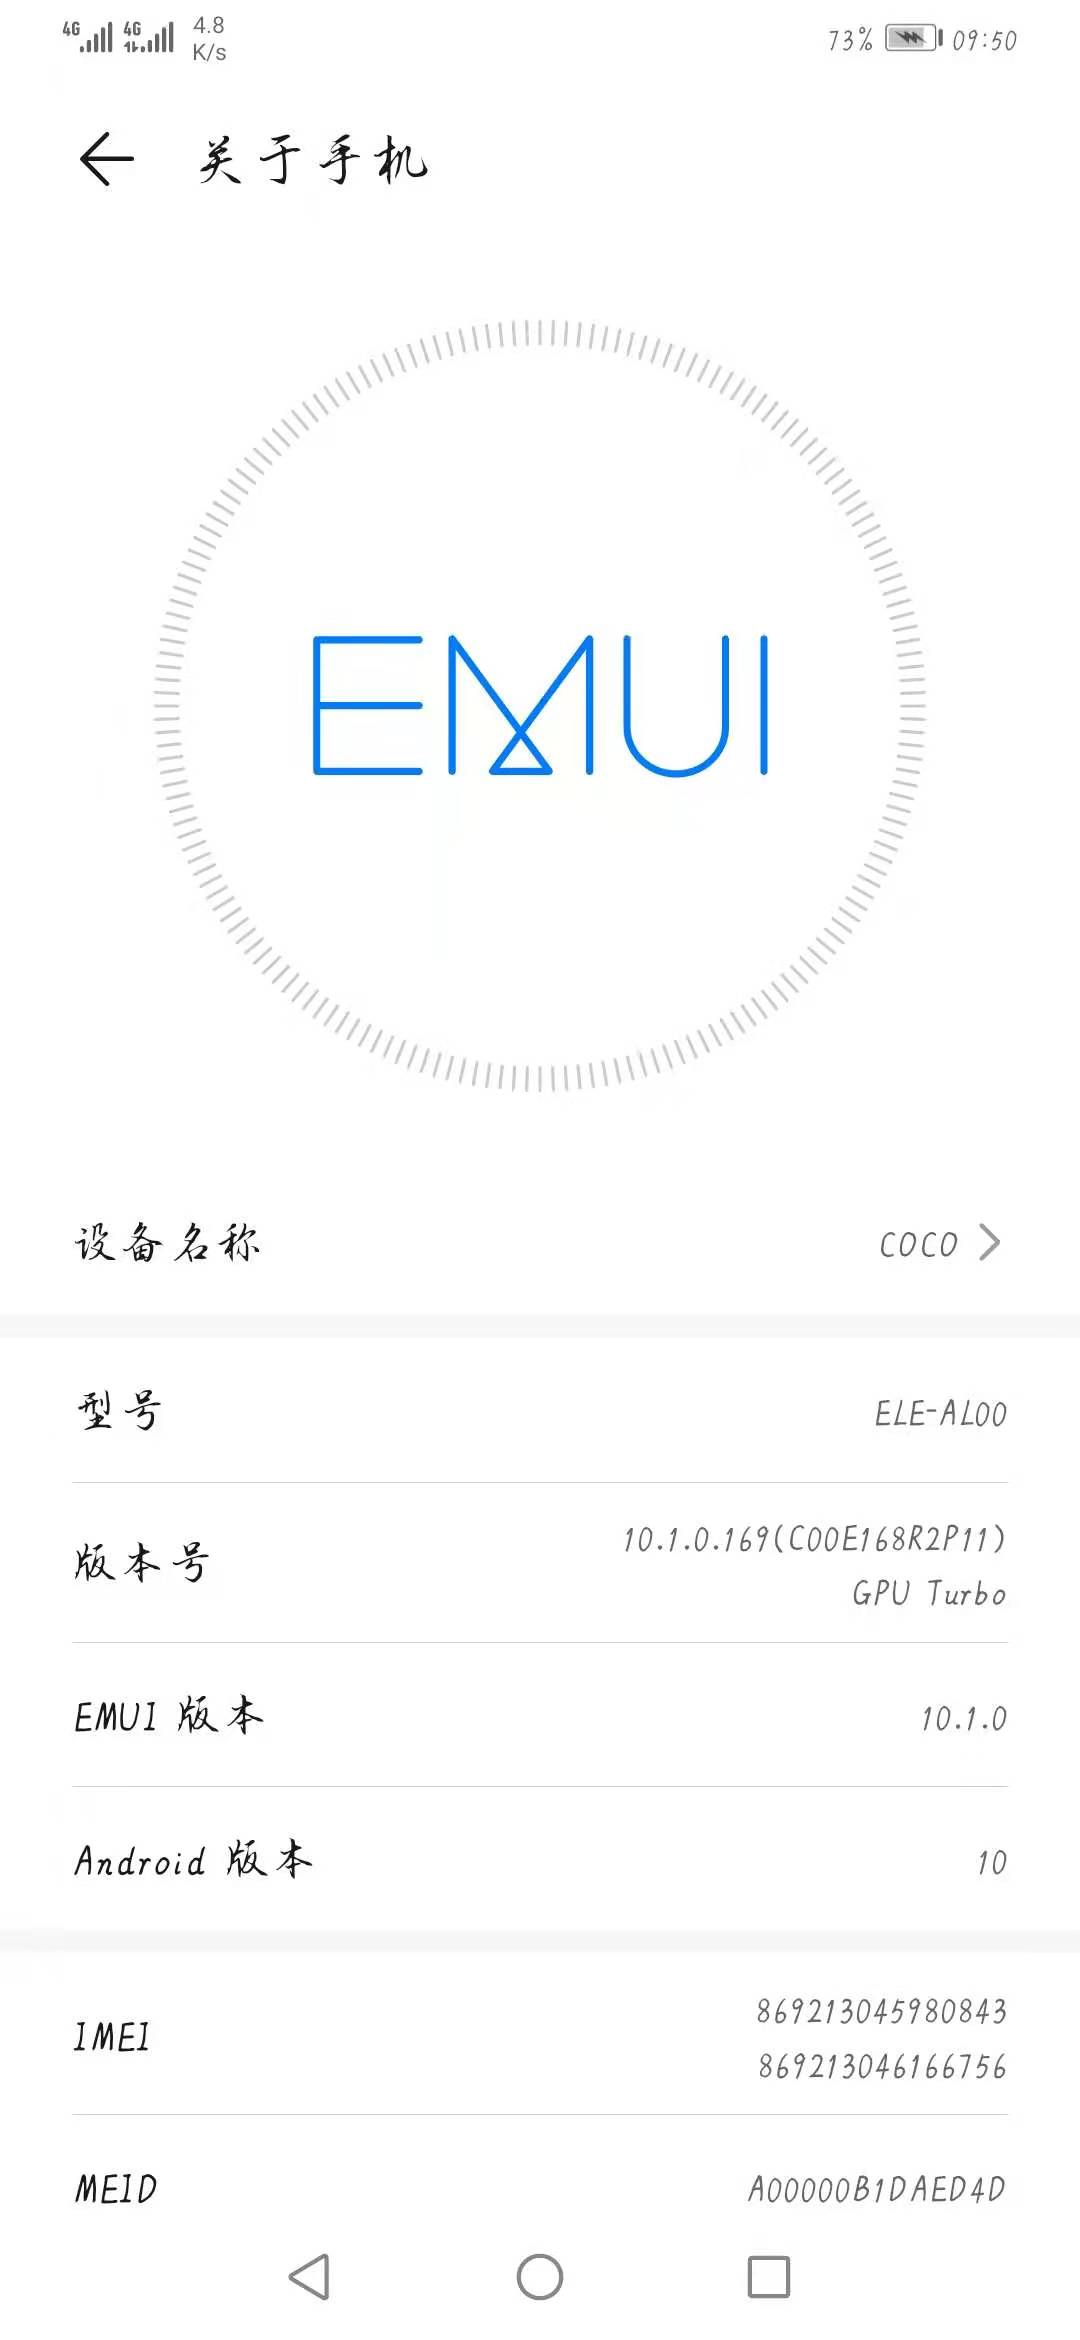 4G 4G 4.8 K/s 73% 09:50
关于手机
EMUI
设备名称 COCO
型号 ELE-AL00
版本号 10.1.0.169(C00E168R2P11)
GPU Turbo
EMUI 版本 10.1.0
Android 版本 10
IMEI 869213045980843
869213046166756
MEID A00000B1DAED4D